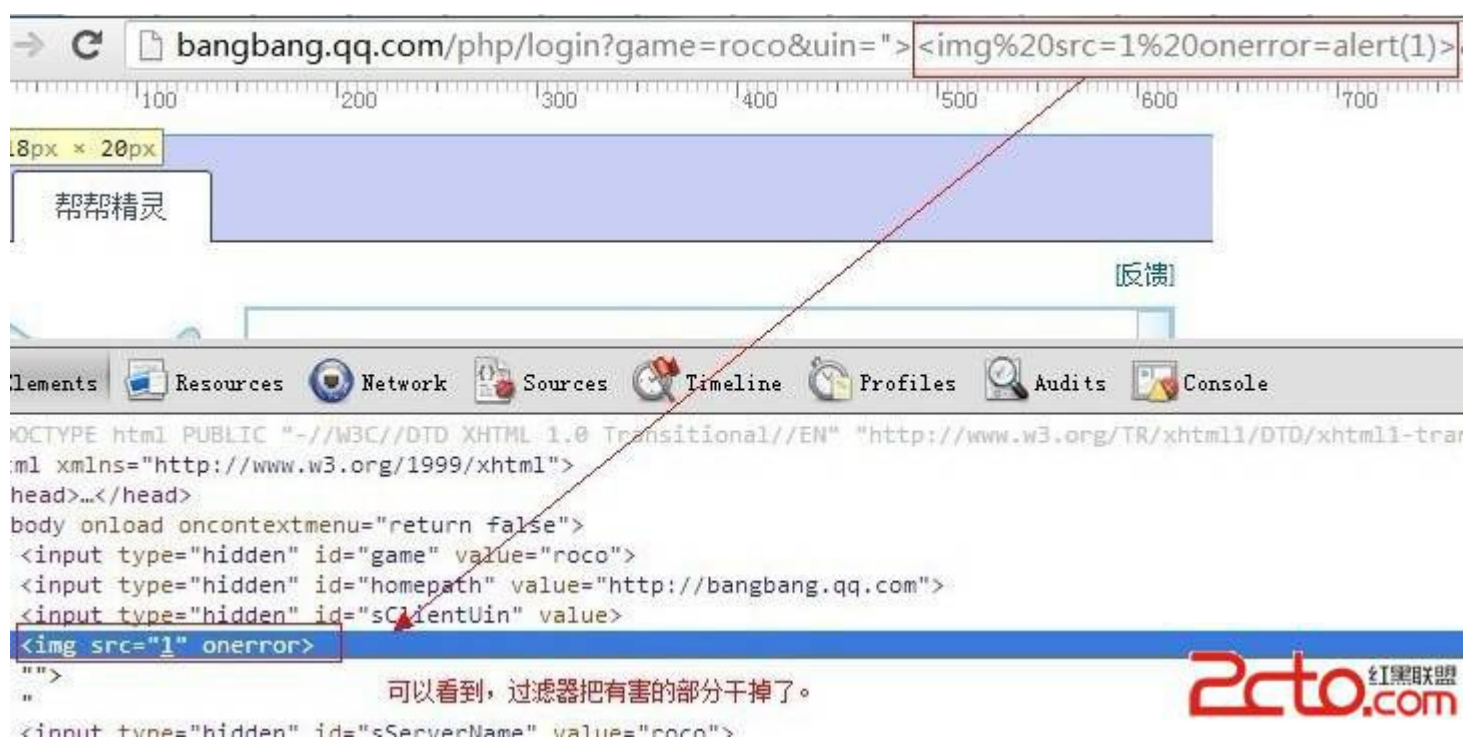 bangbang.qq.com/php/login?game=roco&uin="><img%20src=1%20onerror=alert(1)>
100 200 300 400 500 600 700
18px × 20px
帮帮精灵
[反馈]
Elements Resources Network Sources Timeline Profiles Audits Console
OCTYPE html PUBLIC "-//W3C//DTD XHTML 1.0 Transitional//EN" "http://www.w3.org/TR/xhtml1/DTD/xhtml1-tran
ml xmlns="http://www.w3.org/1999/xhtml">
head>…</head>
body onload oncontextmenu="return false">
<input type="hidden" id="game" value="roco">
<input type="hidden" id="homepath" value="http://bangbang.qq.com">
<input type="hidden" id="sClientUin" value>
<img src="1" onerror>
"">
"
可以看到，过滤器把有害的部分干掉了。
2cto.com 红黑联盟
<input type="hidden" id="sServerName" value="roco">